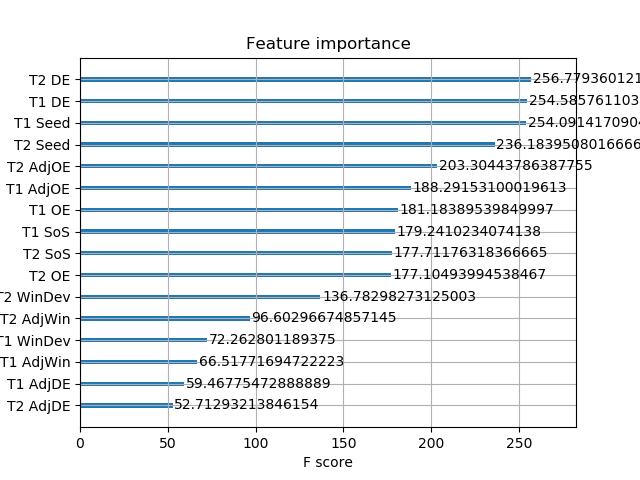 Feature importance
T2 DE 256.779360121
T1 DE 254.585761103
T1 Seed 254.0914170904
T2 Seed 236.1839508016666
T2 AdjOE 203.30443786387755
T1 AdjOE 188.29153100019613
T1 OE 181.18389539849997
T1 SoS 179.2410234074138
T2 SoS 177.71176318366665
T2 OE 177.10493994538467
T2 WinDev 136.78298273125003
T2 AdjWin 96.60296674857145
T1 WinDev 72.262801189375
T1 AdjWin 66.51771694722223
T1 AdjDE 59.46775472888889
T2 AdjDE 52.71293213846154
0 50 100 150 200 250
F score